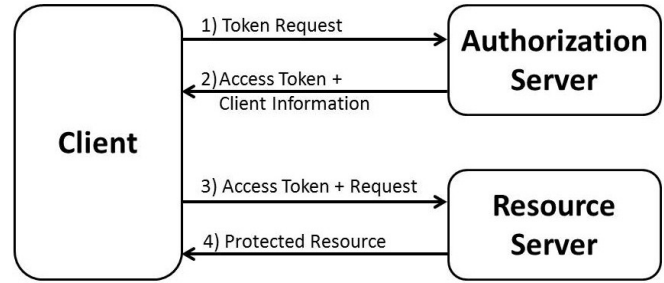 Client
1) Token Request
2) Access Token +
Client Information
Authorization
Server
3) Access Token + Request
4) Protected Resource
Resource
Server